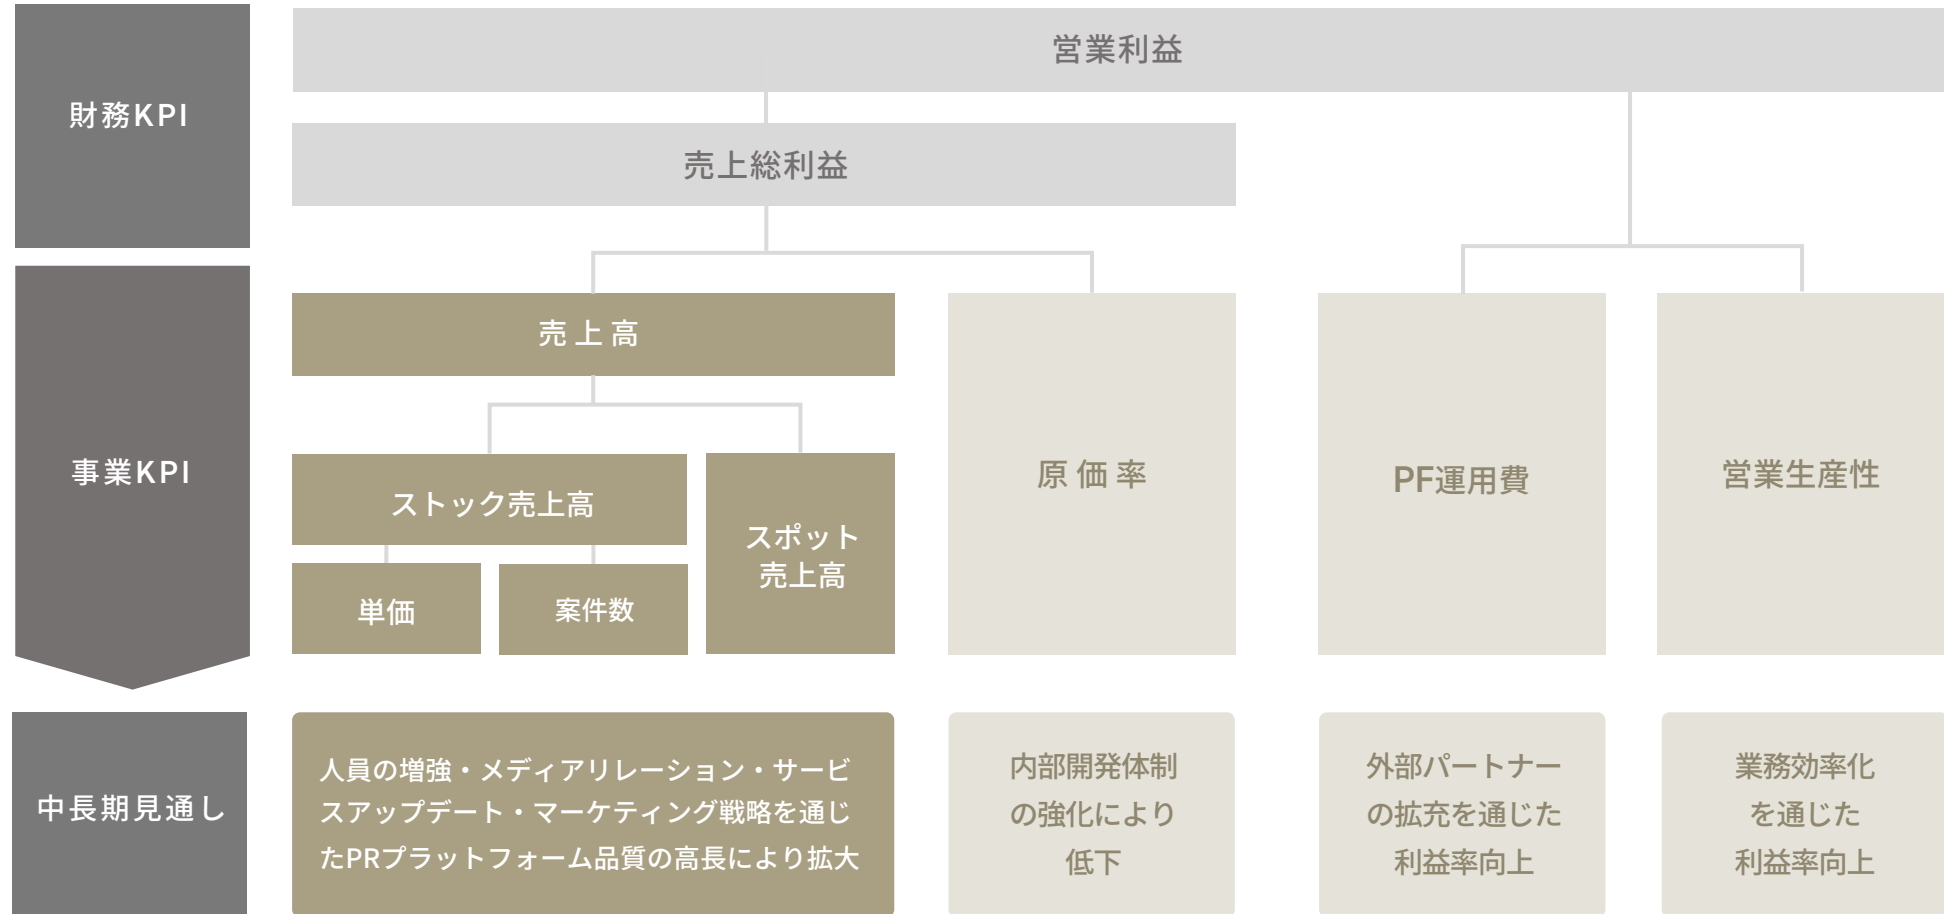 財務KPI
営業利益
売上総利益
事業KPI
売上高
原価率
PF運用費
営業生産性
ストック売上高
スポット
売上高
単価
案件数
中長期見通し
人員の増強・メディアリレーション・サービ
スアップデート・マーケティング戦略を通じ
たPRプラットフォーム品質の高長により拡大
内部開発体制
の強化により
低下
外部パートナー
の拡充を通じた
利益率向上
業務効率化
を通じた
利益率向上